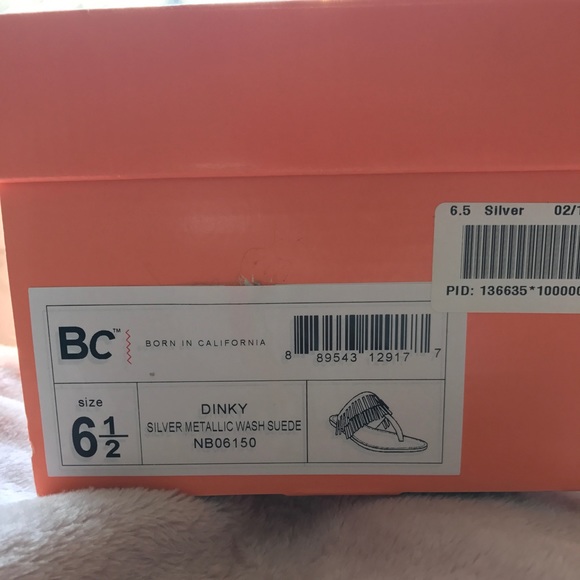 6.5 Silver 02/1
PID: 136635*100000
BC™ BORN IN CALIFORNIA
8 89543 12917 7
size
6 1/2
DINKY
SILVER METALLIC WASH SUEDE
NB06150